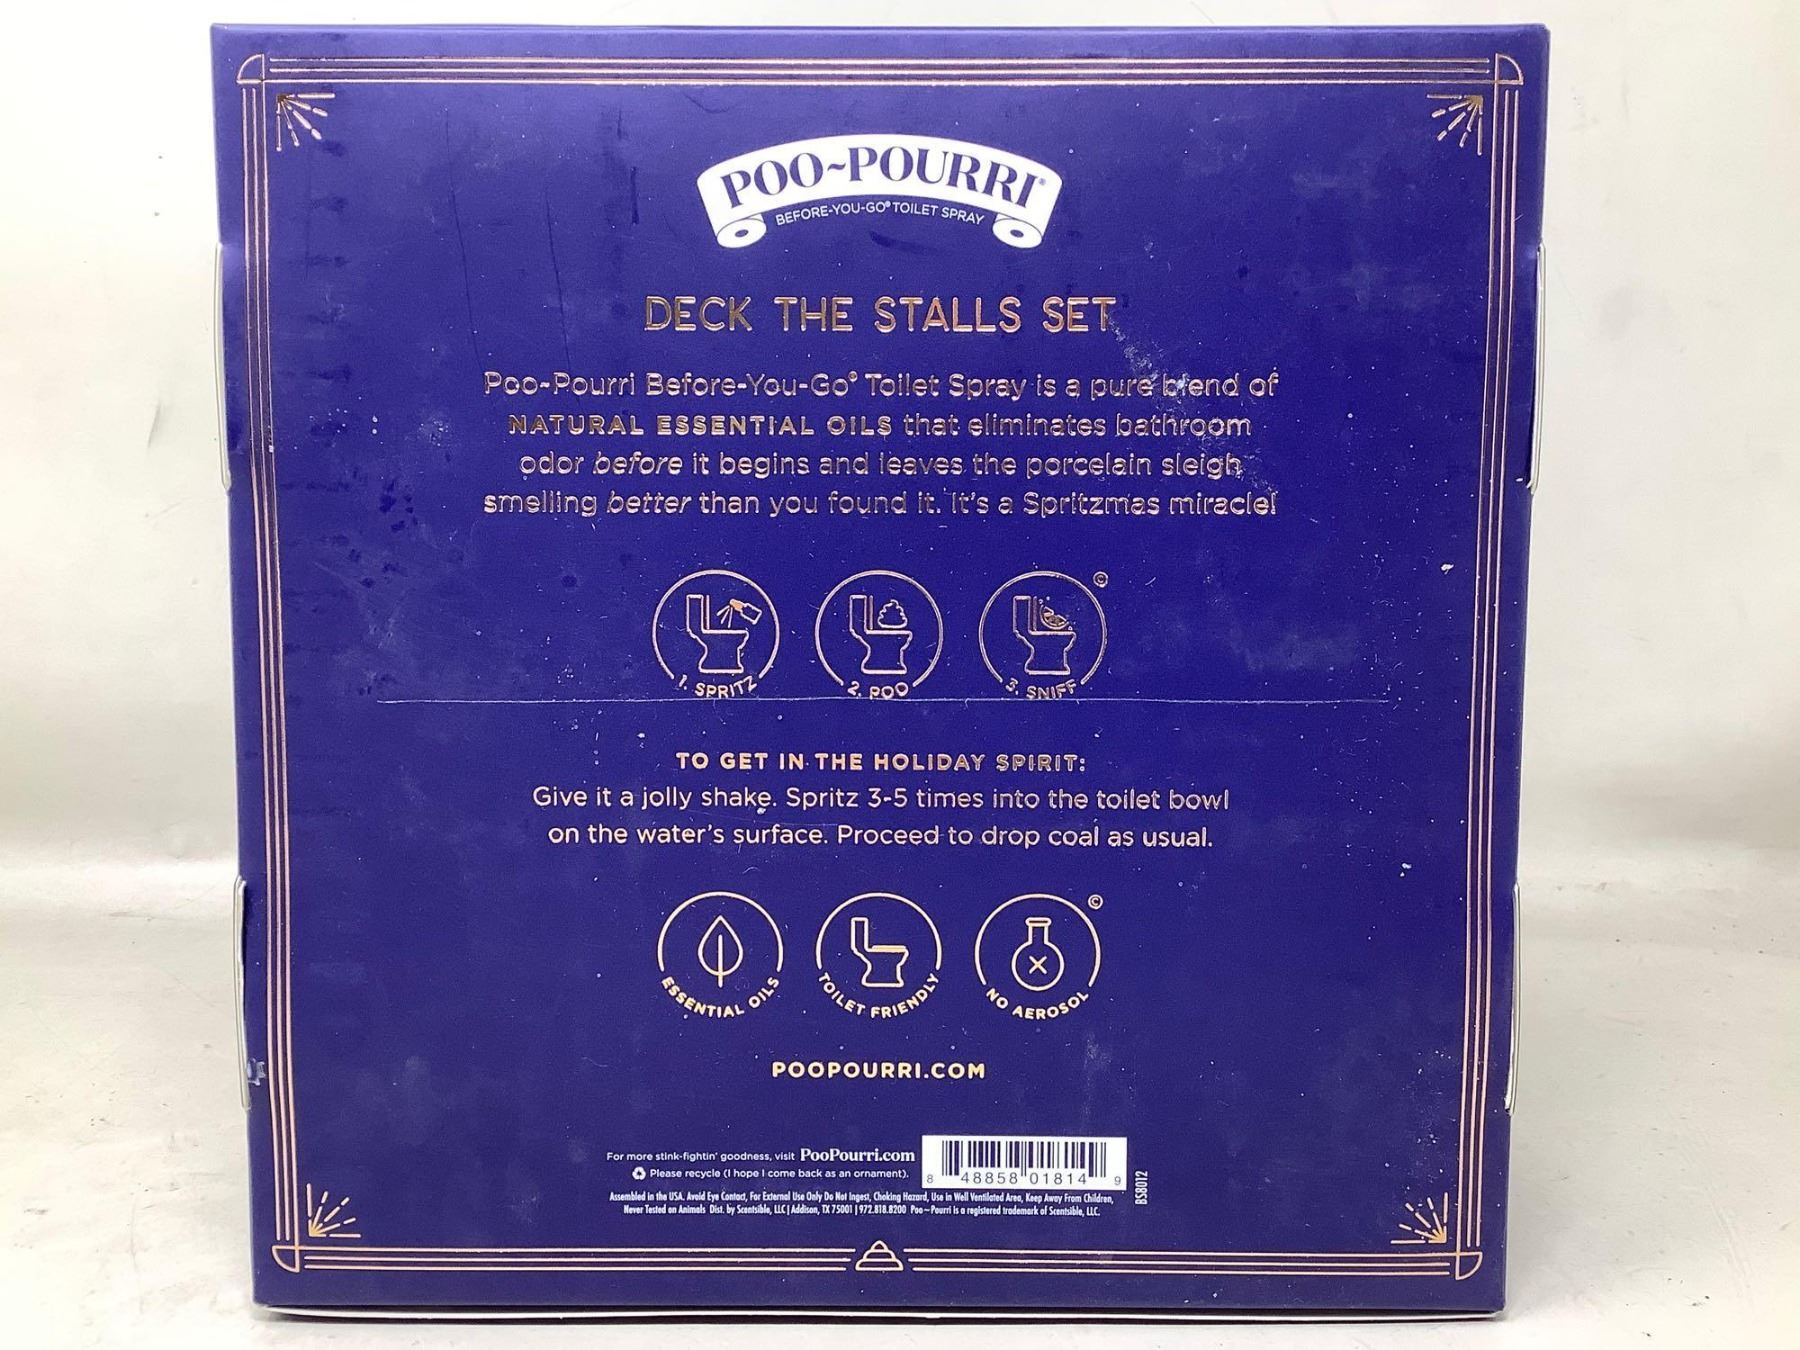 POO~POURRI®
BEFORE-YOU-GO® TOILET SPRAY
DECK THE STALLS SET
Poo~Pourri Before-You-Go® Toilet Spray is a pure blend of
NATURAL ESSENTIAL OILS that eliminates bathroom
odor before it begins and leaves the porcelain sleigh
smelling better than you found it. It's a Spritzmas miracle!
©
1. SPRITZ
2. POO
3. SNIFF
TO GET IN THE HOLIDAY SPIRIT:
Give it a jolly shake. Spritz 3-5 times into the toilet bowl
on the water's surface. Proceed to drop coal as usual.
©
ESSENTIAL OILS
TOILET FRIENDLY
NO AEROSOL
POOPOURRI.COM
For more stink-fightin' goodness, visit PooPourri.com
Please recycle (I hope I come back as an ornament).
8 48858 01814 9
BSB012
Assembled in the USA. Avoid Eye Contact, For External Use Only Do Not Ingest, Choking Hazard, Use in Well Ventilated Area, Keep Away From Children,
Never Tested on Animals Dist. by Scentsible, LLC | Addison, TX 75001 | 972.818.8200 Poo~Pourri is a registered trademark of Scentsible, LLC.